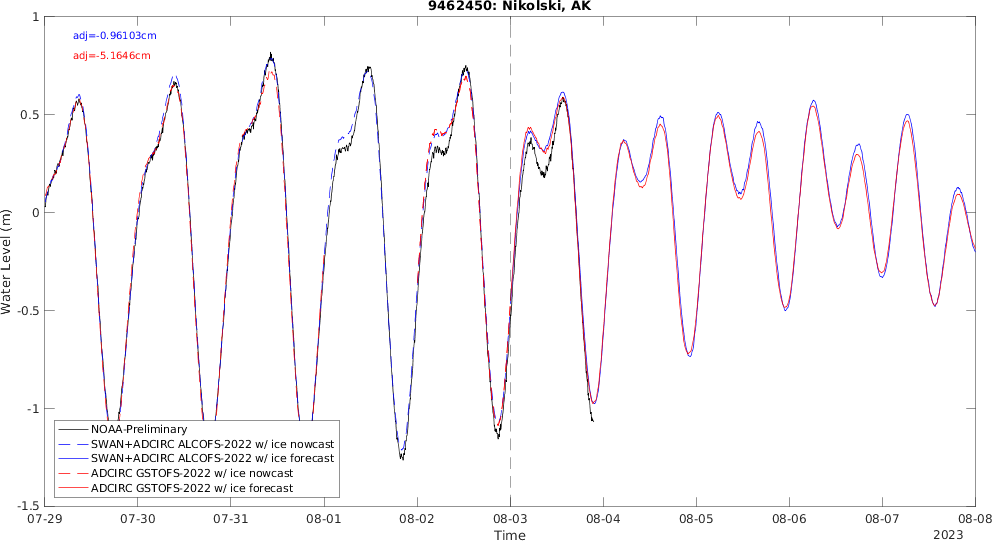 9462450: Nikolski, AK
adj=-0.96103cm
adj=-5.1646cm
1
0.5
0
-0.5
-1
-1.5
Water Level (m)
NOAA-Preliminary
SWAN+ADCIRC ALCOFS-2022 w/ ice nowcast
SWAN+ADCIRC ALCOFS-2022 w/ ice forecast
ADCIRC GSTOFS-2022 w/ ice nowcast
ADCIRC GSTOFS-2022 w/ ice forecast
07-29 07-30 07-31 08-01 08-02 08-03 08-04 08-05 08-06 08-07 08-08
Time
2023